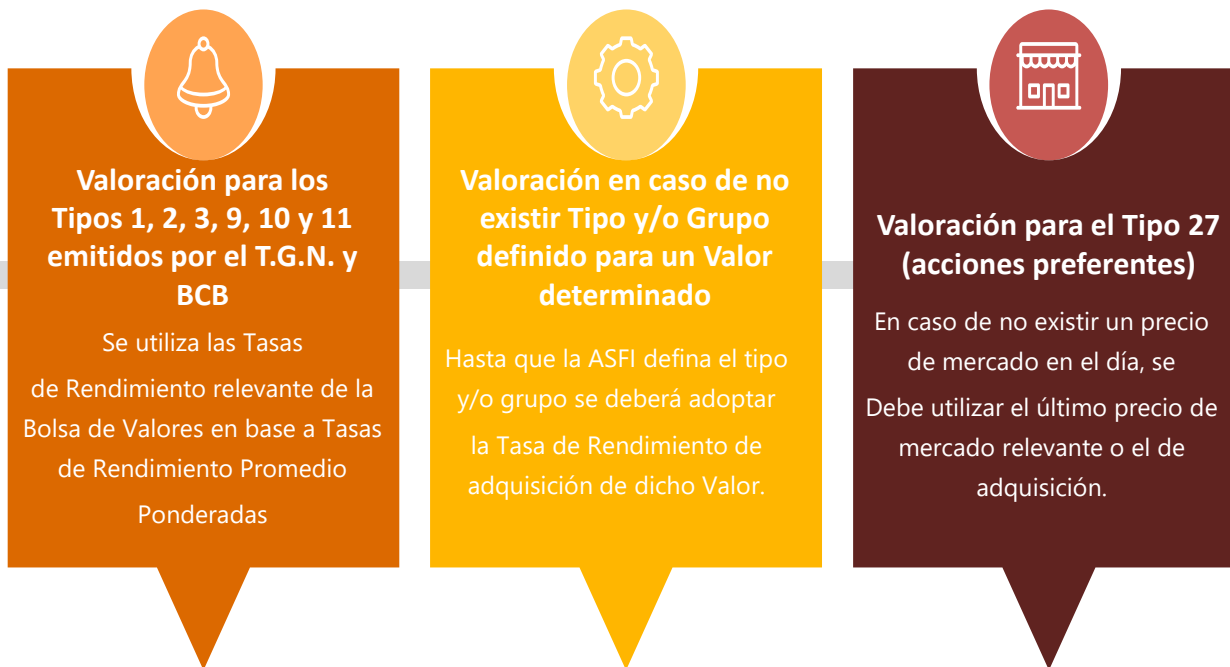 Valoración para los
Tipos 1, 2, 3, 9, 10 y 11
emitidos por el T.G.N. y
BCB
Se utiliza las Tasas
de Rendimiento relevante de la
Bolsa de Valores en base a Tasas
de Rendimiento Promedio
Ponderadas
Valoración en caso de no
existir Tipo y/o Grupo
definido para un Valor
determinado
Hasta que la ASFI defina el tipo
y/o grupo se deberá adoptar
la Tasa de Rendimiento de
adquisición de dicho Valor.
Valoración para el Tipo 27
(acciones preferentes)
En caso de no existir un precio
de mercado en el día, se
Debe utilizar el último precio de
mercado relevante o el de
adquisición.